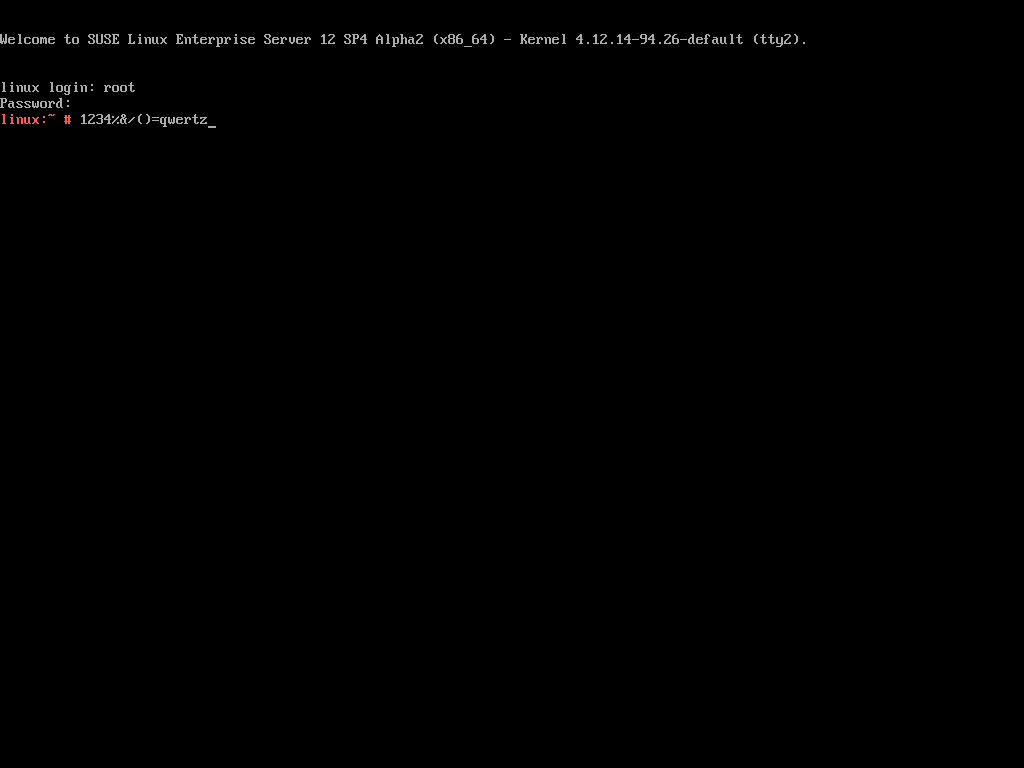 Welcome to SUSE Linux Enterprise Server 12 SP4 Alpha2 (x86_64) - Kernel 4.12.14-94.26-default (tty2).
linux login: root
Password:
linux:~ # 1234%&/()=qwertz_